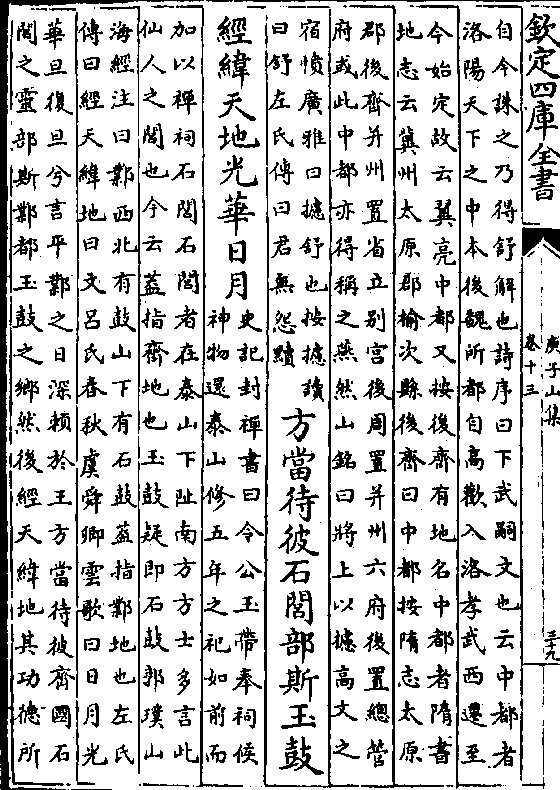 欽定四庫全書
庾子山集
卷十三
三十九
自今誅之乃得舒解也詩序曰下武嗣文也云中都者
洛陽天下之中本後魏所都自高歡入洛孝武西遷至
今始定故云翼亮中都又按後齊有地名中都者隋書
地志云冀州太原郡榆次縣後齊曰中都按隋志太原
郡後齊并州置省立别宫後周置并州六府後置總管
府或此中都亦得稱之燕然山銘曰將上以攄高文之
宿憤廣雅曰攄舒也按攄讀
曰舒左氏傳曰君無怨讟
方當待彼石閭部斯玉鼓
經緯天地光華日月
史記封禪書曰令公玉帶奉祠候
神物還泰山修五年之祀如前而
加以禪祠石閭石閭者在泰山下阯南方方士多言此
仙人之閭也今云葢指齊地也玉鼓疑即石鼓郭璞山
海經注曰鄴西北有鼓山下有石鼓葢指鄴地也左氏
傳曰經天緯地曰文吕氏春秋虞舜卿雲歌曰日月光
華旦復旦兮言平鄴之日深頼於王方當待彼齊國石
閭之靈部斯鄴都玉鼓之鄉然後經天緯地其功德所